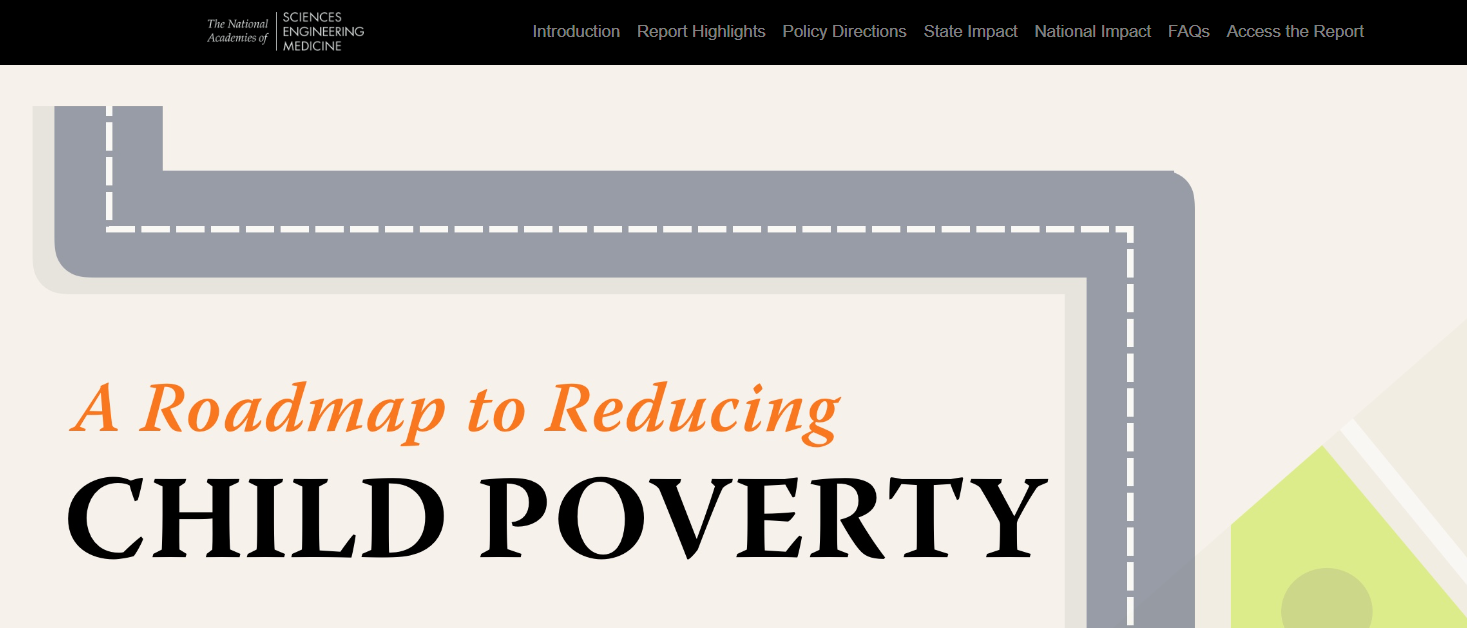 The National
Academies of
SCIENCES
ENGINEERING
MEDICINE
Introduction Report Highlights Policy Directions State Impact National Impact FAQs Access the Report
A Roadmap to Reducing
CHILD POVERTY